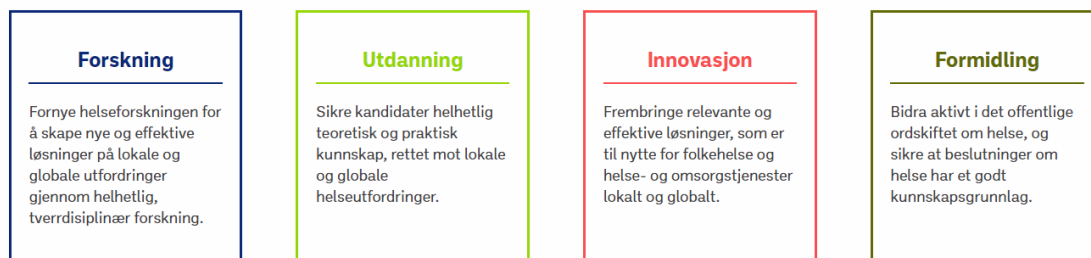 Forskning
Fornye helseforskningen for
å skape nye og effektive
løsninger på lokale og
globale utfordringer
gjennom helhetlig,
tverrdisiplinær forskning.
Utdanning
Sikre kandidater helhetlig
teoretisk og praktisk
kunnskap, rettet mot lokale
og globale
helseutfordringer.
Innovasjon
Frembringe relevante og
effektive løsninger, som er
til nytte for folkehelse og
helse- og omsorgstjenester
lokalt og globalt.
Formidling
Bidra aktivt i det offentlige
ordskiftet om helse, og
sikre at beslutninger om
helse har et godt
kunnskapsgrunnlag.